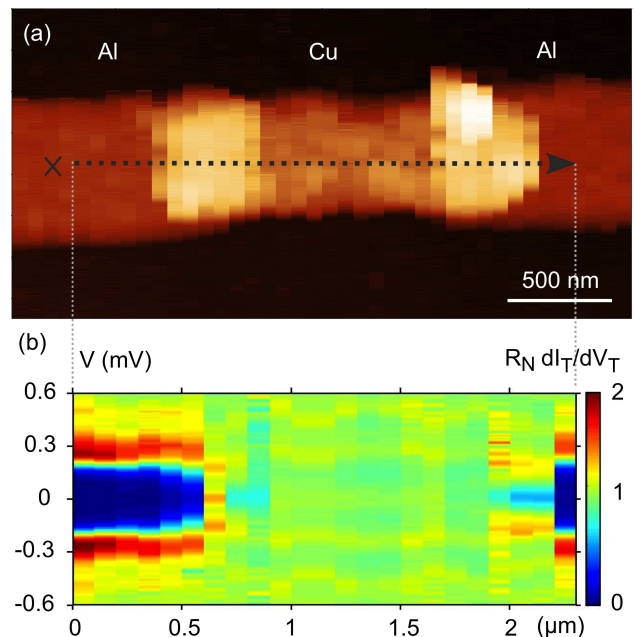 (a)
Al Cu Al
X
500 nm
(b)
V (mV) R_N dI_T/dV_T
0.6 2
0.3
0 1
-0.3
-0.6 0
0 0.5 1 1.5 2 (μm)